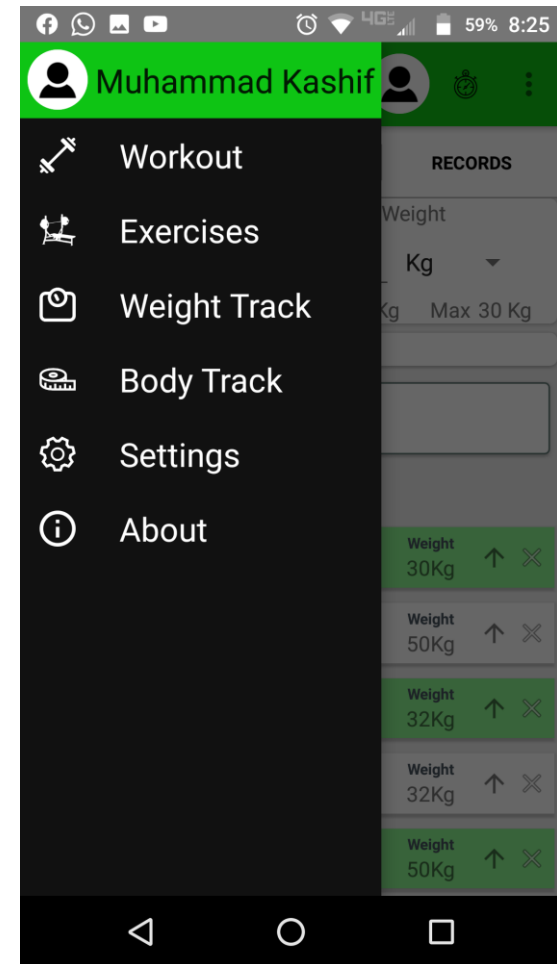 4GE 59% 8:25
Muhammad Kashif
Workout
RECORDS
Weight
Exercises
Kg
Weight Track
Kg Max 30 Kg
Body Track
Settings
About
Weight
30Kg
Weight
50Kg
Weight
32Kg
Weight
32Kg
Weight
50Kg